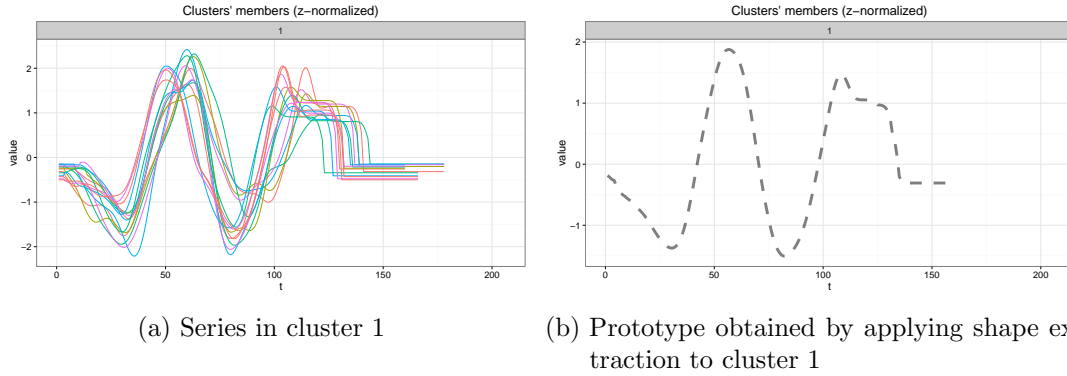 Clusters' members (z−normalized)
1
2
1
0
−1
−2
value
0
50
100
150
200
t
(a) Series in cluster 1
Clusters' members (z−normalized)
1
2
1
0
−1
value
0
50
100
150
200
t
(b) Prototype obtained by applying shape ex
traction to cluster 1